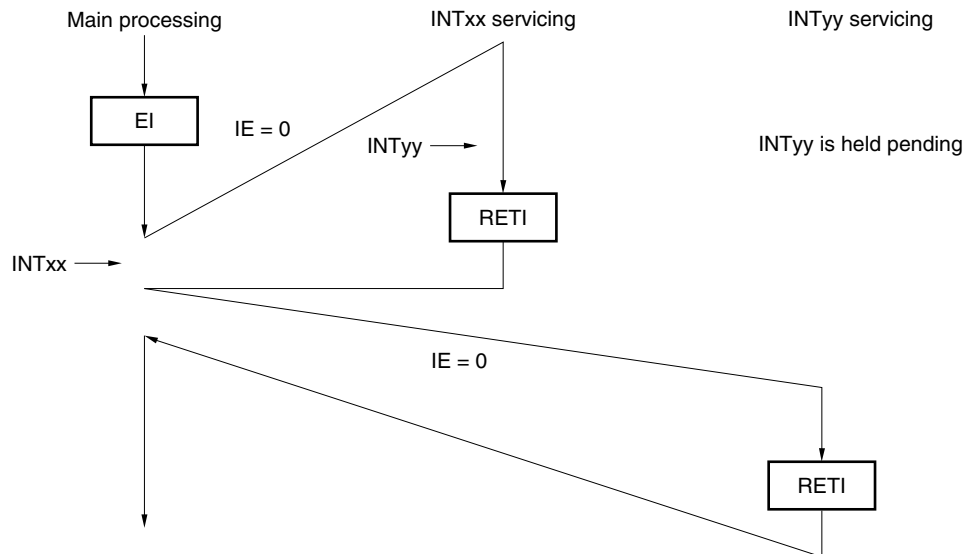 Main processing
INTxx servicing
INTyy servicing
EI
IE = 0
INTyy
INTyy is held pending
RETI
INTxx
IE = 0
RETI